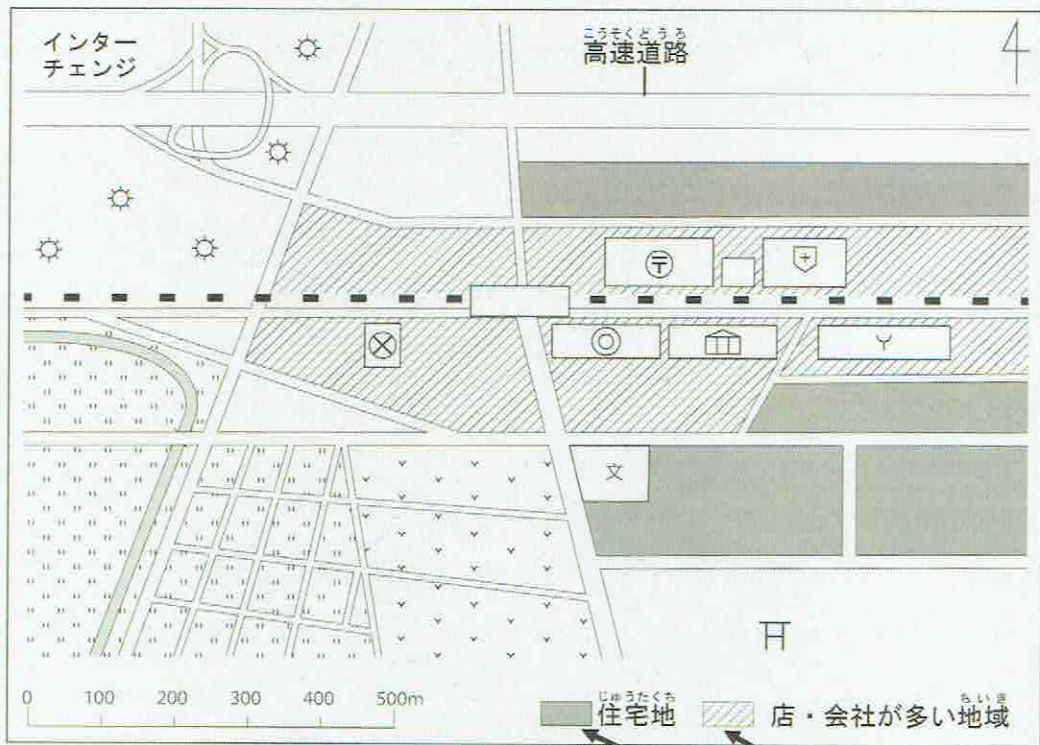 インター
チェンジ
こうそくどうろ
高速道路
〒
文
0 100 200 300 400 500m
じゅうたくち
住宅地
ちいき
店・会社が多い地域